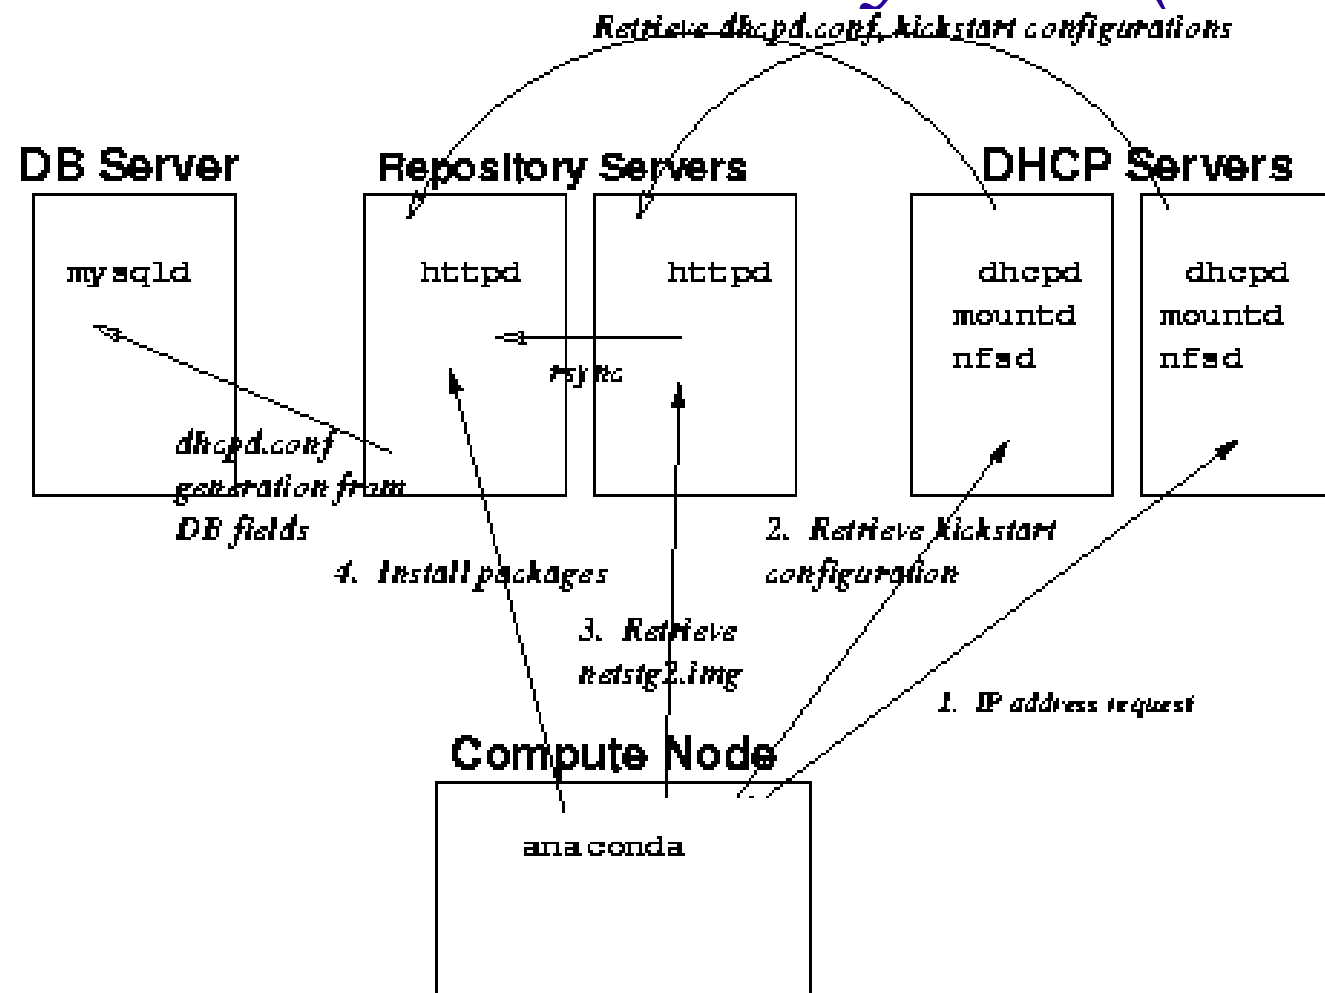 Retrieve dhcpd.conf, kickstart configurations
DB Server
Repository Servers
DHCP Servers
mysqld
httpd
httpd
dhcpd
mountd
nfsd
dhcpd
mountd
nfsd
rsync
dhcpd.conf
generation from
DB fields
2. Retrieve kickstart
configuration
4. Install packages
3. Retrieve
netstg2.img
1. IP address request
Compute Node
anaconda